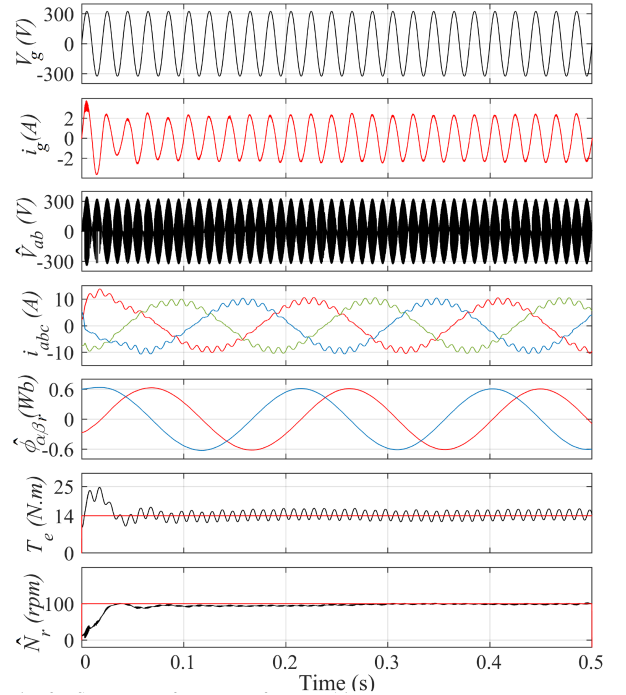 V_g (V)
300
0
-300
i_g (A)
2
0
-2
V̂_ab (V)
300
0
-300
i_abc (A)
10
0
-10
ϕ̂_αβr (Wb)
0.6
0
-0.6
T_e (N.m)
25
14
0
N̂_r (rpm)
100
0
0 0.1 0.2 0.3 0.4 0.5
Time (s)